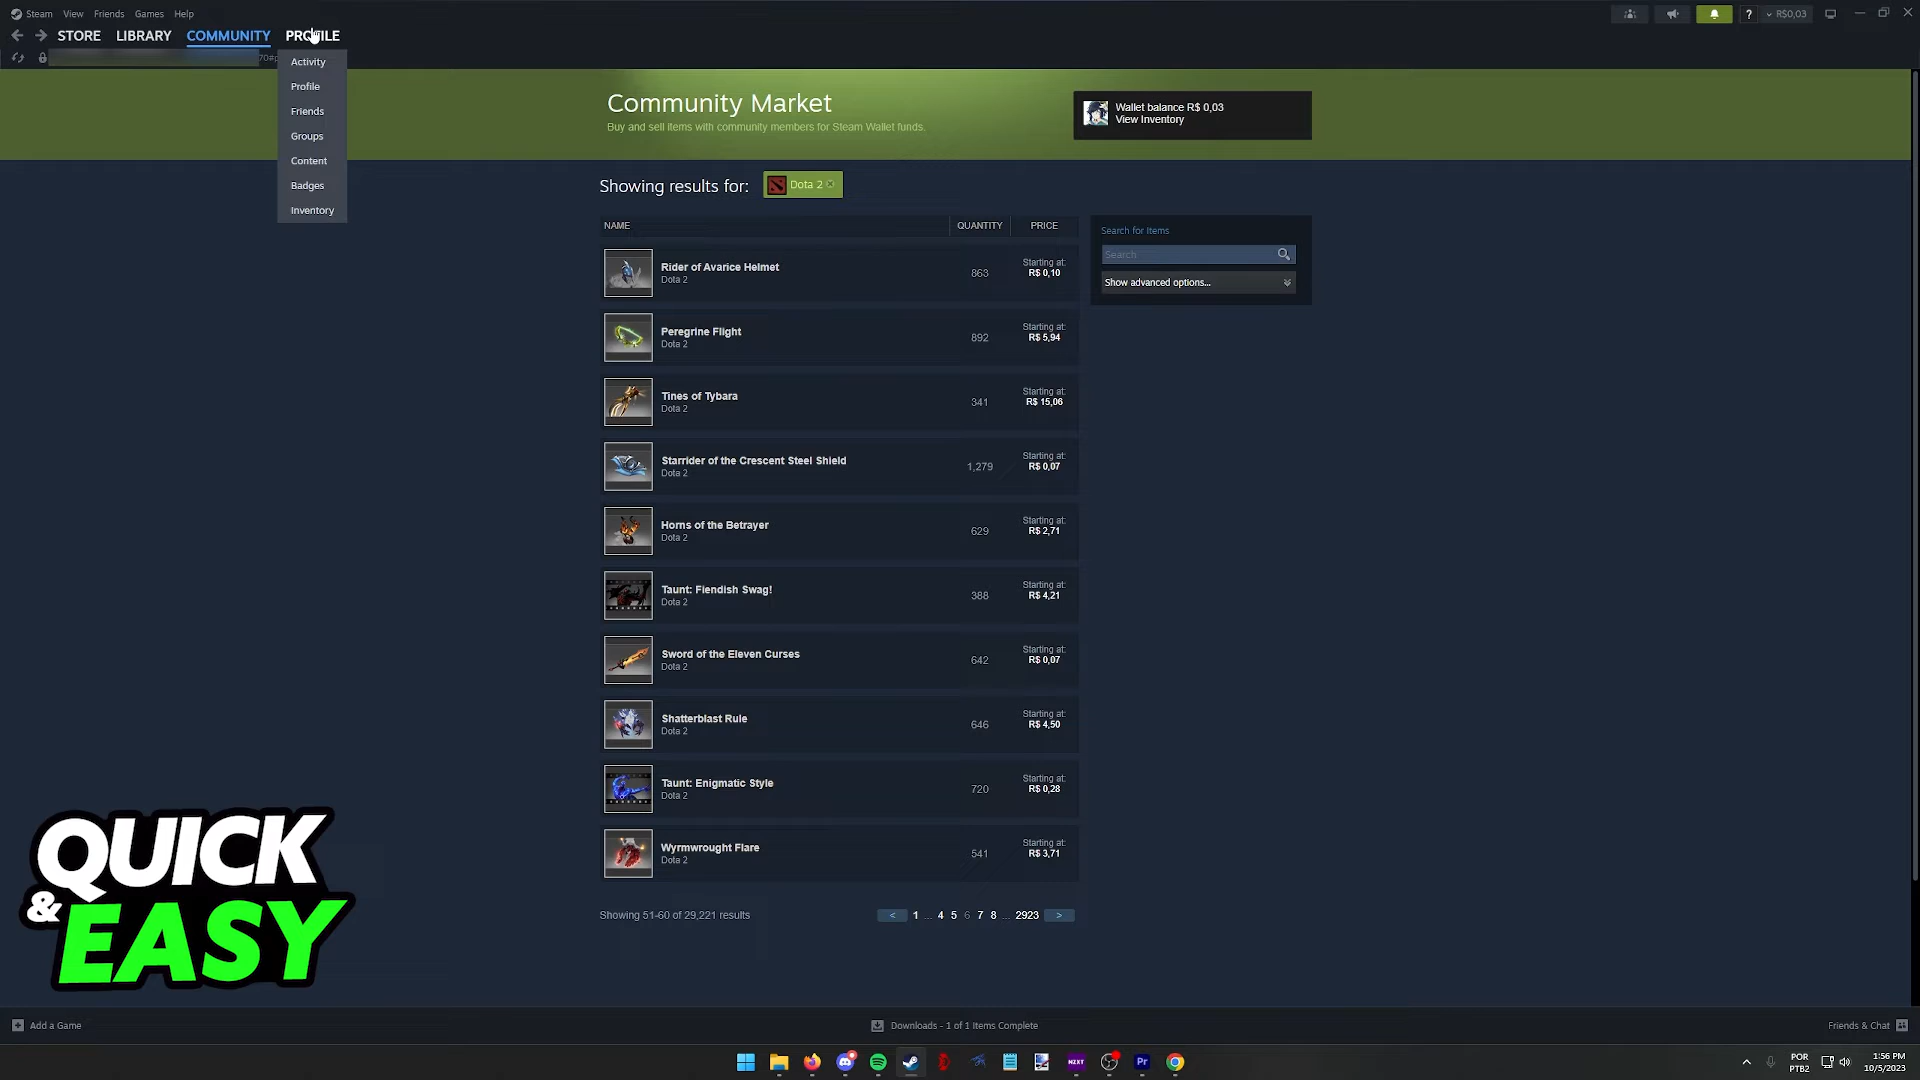 Steam View Friends Games Help
? R$0,03
STORE LIBRARY COMMUNITY PROFILE
70#p
Activity
Profile
Friends
Groups
Content
Badges
Inventory
Community Market
Buy and sell items with community members for Steam Wallet funds.
Wallet balance R$ 0,03
View Inventory
Showing results for: Dota 2
NAME QUANTITY PRICE
Search for Items
Search
Show advanced options...
Rider of Avarice Helmet
Dota 2
863
Starting at:
R$ 0,10
Peregrine Flight
Dota 2
892
Starting at:
R$ 5,94
Tines of Tybara
Dota 2
341
Starting at:
R$ 15,06
Starrider of the Crescent Steel Shield
Dota 2
1,279
Starting at:
R$ 0,07
Horns of the Betrayer
Dota 2
629
Starting at:
R$ 2,71
Taunt: Fiendish Swag!
Dota 2
388
Starting at:
R$ 4,21
Sword of the Eleven Curses
Dota 2
642
Starting at:
R$ 0,07
Shatterblast Rule
Dota 2
646
Starting at:
R$ 4,50
Taunt: Enigmatic Style
Dota 2
720
Starting at:
R$ 0,28
Wyrmwrought Flare
Dota 2
541
Starting at:
R$ 3,71
Showing 51-60 of 29,221 results
< 1 ... 4 5 6 7 8 ... 2923 >
QUICK
& EASY
Add a Game
Downloads - 1 of 1 Items Complete
Friends & Chat
NZXT
Pr
POR
PTB2
1:56 PM
10/5/2023